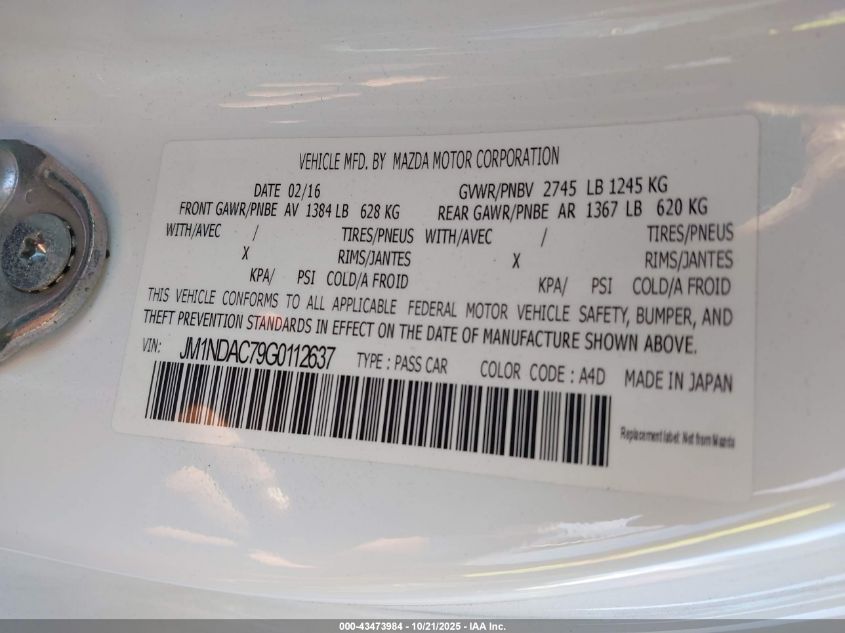 VEHICLE MFD. BY MAZDA MOTOR CORPORATION
DATE 02/16 GVWR/PNBV 2745 LB 1245 KG
FRONT GAWR/PNBE AV 1384 LB 628 KG REAR GAWR/PNBE AR 1367 LB 620 KG
WITH/AVEC / TIRES/PNEUS WITH/AVEC / TIRES/PNEUS
X RIMS/JANTES X RIMS/JANTES
KPA/ PSI COLD/A FROID KPA/ PSI COLD/A FROID
THIS VEHICLE CONFORMS TO ALL APPLICABLE FEDERAL MOTOR VEHICLE SAFETY, BUMPER, AND
THEFT PREVENTION STANDARDS IN EFFECT ON THE DATE OF MANUFACTURE SHOWN ABOVE.
VIN: JM1NDAC79G0112637 TYPE : PASS CAR COLOR CODE : A4D MADE IN JAPAN
Replacement label: Not from Mazda
000-43473984 - 10/21/2025 - IAA Inc.